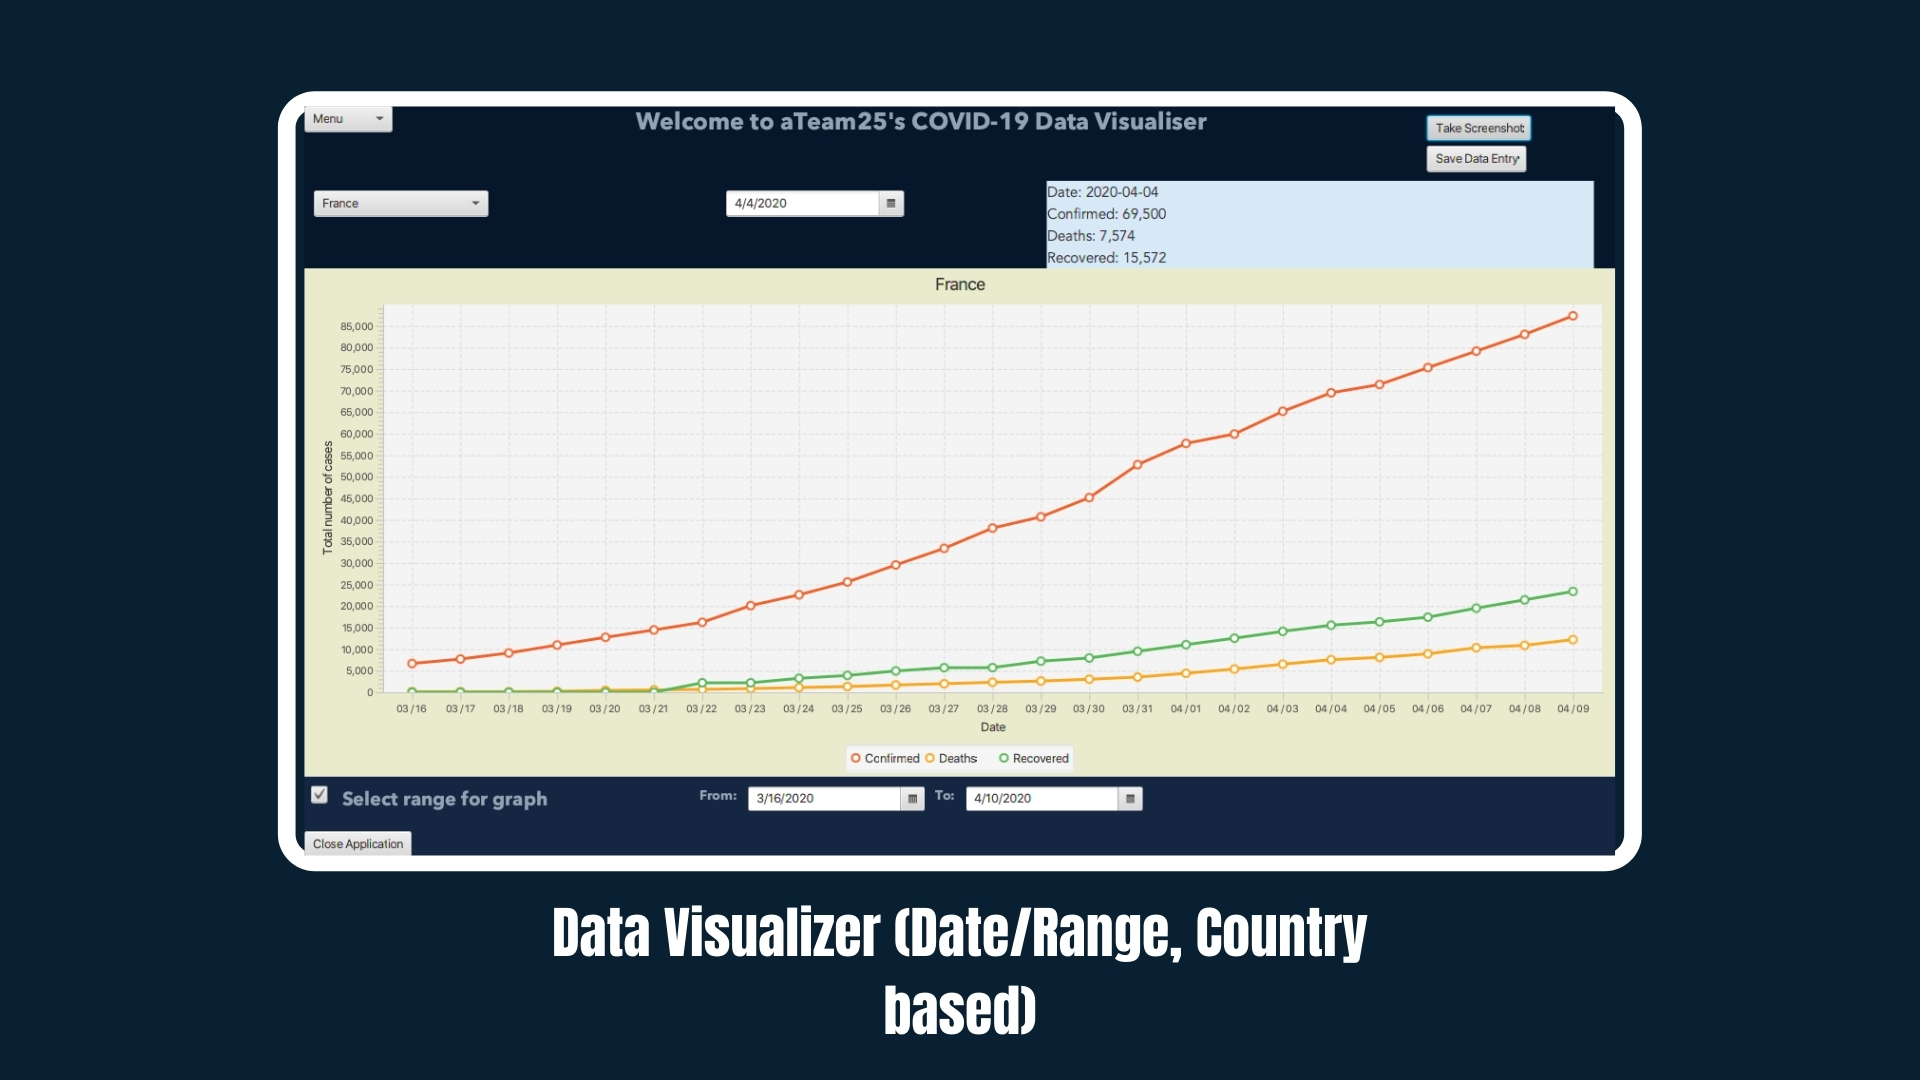 Menu
Welcome to aTeam25's COVID-19 Data Visualiser
Take Screenshot
Save Data Entry
France
4/4/2020
Date: 2020-04-04
Confirmed: 69,500
Deaths: 7,574
Recovered: 15,572
France
Total number of cases
85,000
80,000
75,000
70,000
65,000
60,000
55,000
50,000
45,000
40,000
35,000
30,000
25,000
20,000
15,000
10,000
5,000
0
03/16 03/17 03/18 03/19 03/20 03/21 03/22 03/23 03/24 03/25 03/26 03/27 03/28 03/29 03/30 03/31 04/01 04/02 04/03 04/04 04/05 04/06 04/07 04/08 04/09
Date
Confirmed Deaths Recovered
Select range for graph
From: 3/16/2020 To: 4/10/2020
Close Application
Data Visualizer (Date/Range, Country
based)